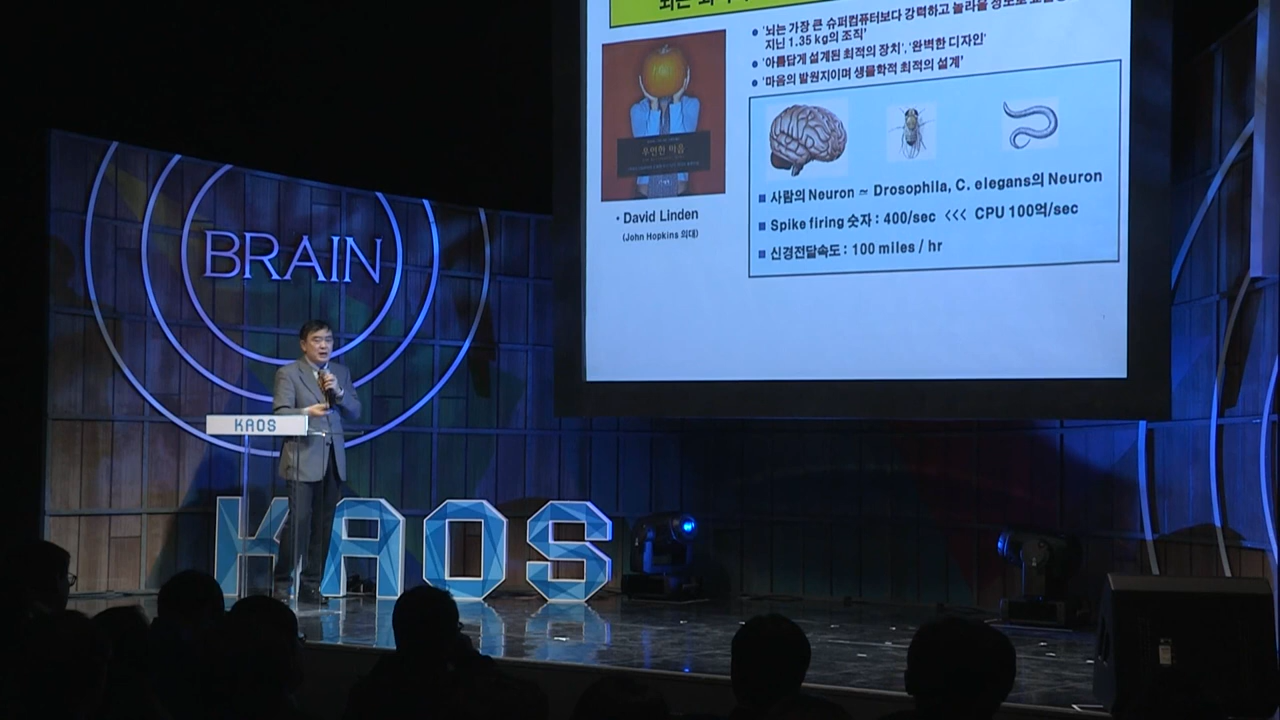 '뇌는 가장 큰 슈퍼컴퓨터보다 강력하고 놀라울 정도로
지닌 1.35 kg의 조직'
'아름답게 설계된 최적의 장치', '완벽한 디자인'
'마음의 발원지이며 생물학적 최적의 설계'
우연한 마음
• David Linden
(John Hopkins 의대)
사람의 Neuron ≃ Drosophila, C. elegans의 Neuron
Spike firing 숫자 : 400/sec <<< CPU 100억/sec
신경전달속도 : 100 miles / hr
BRAIN
KAOS
KAOS